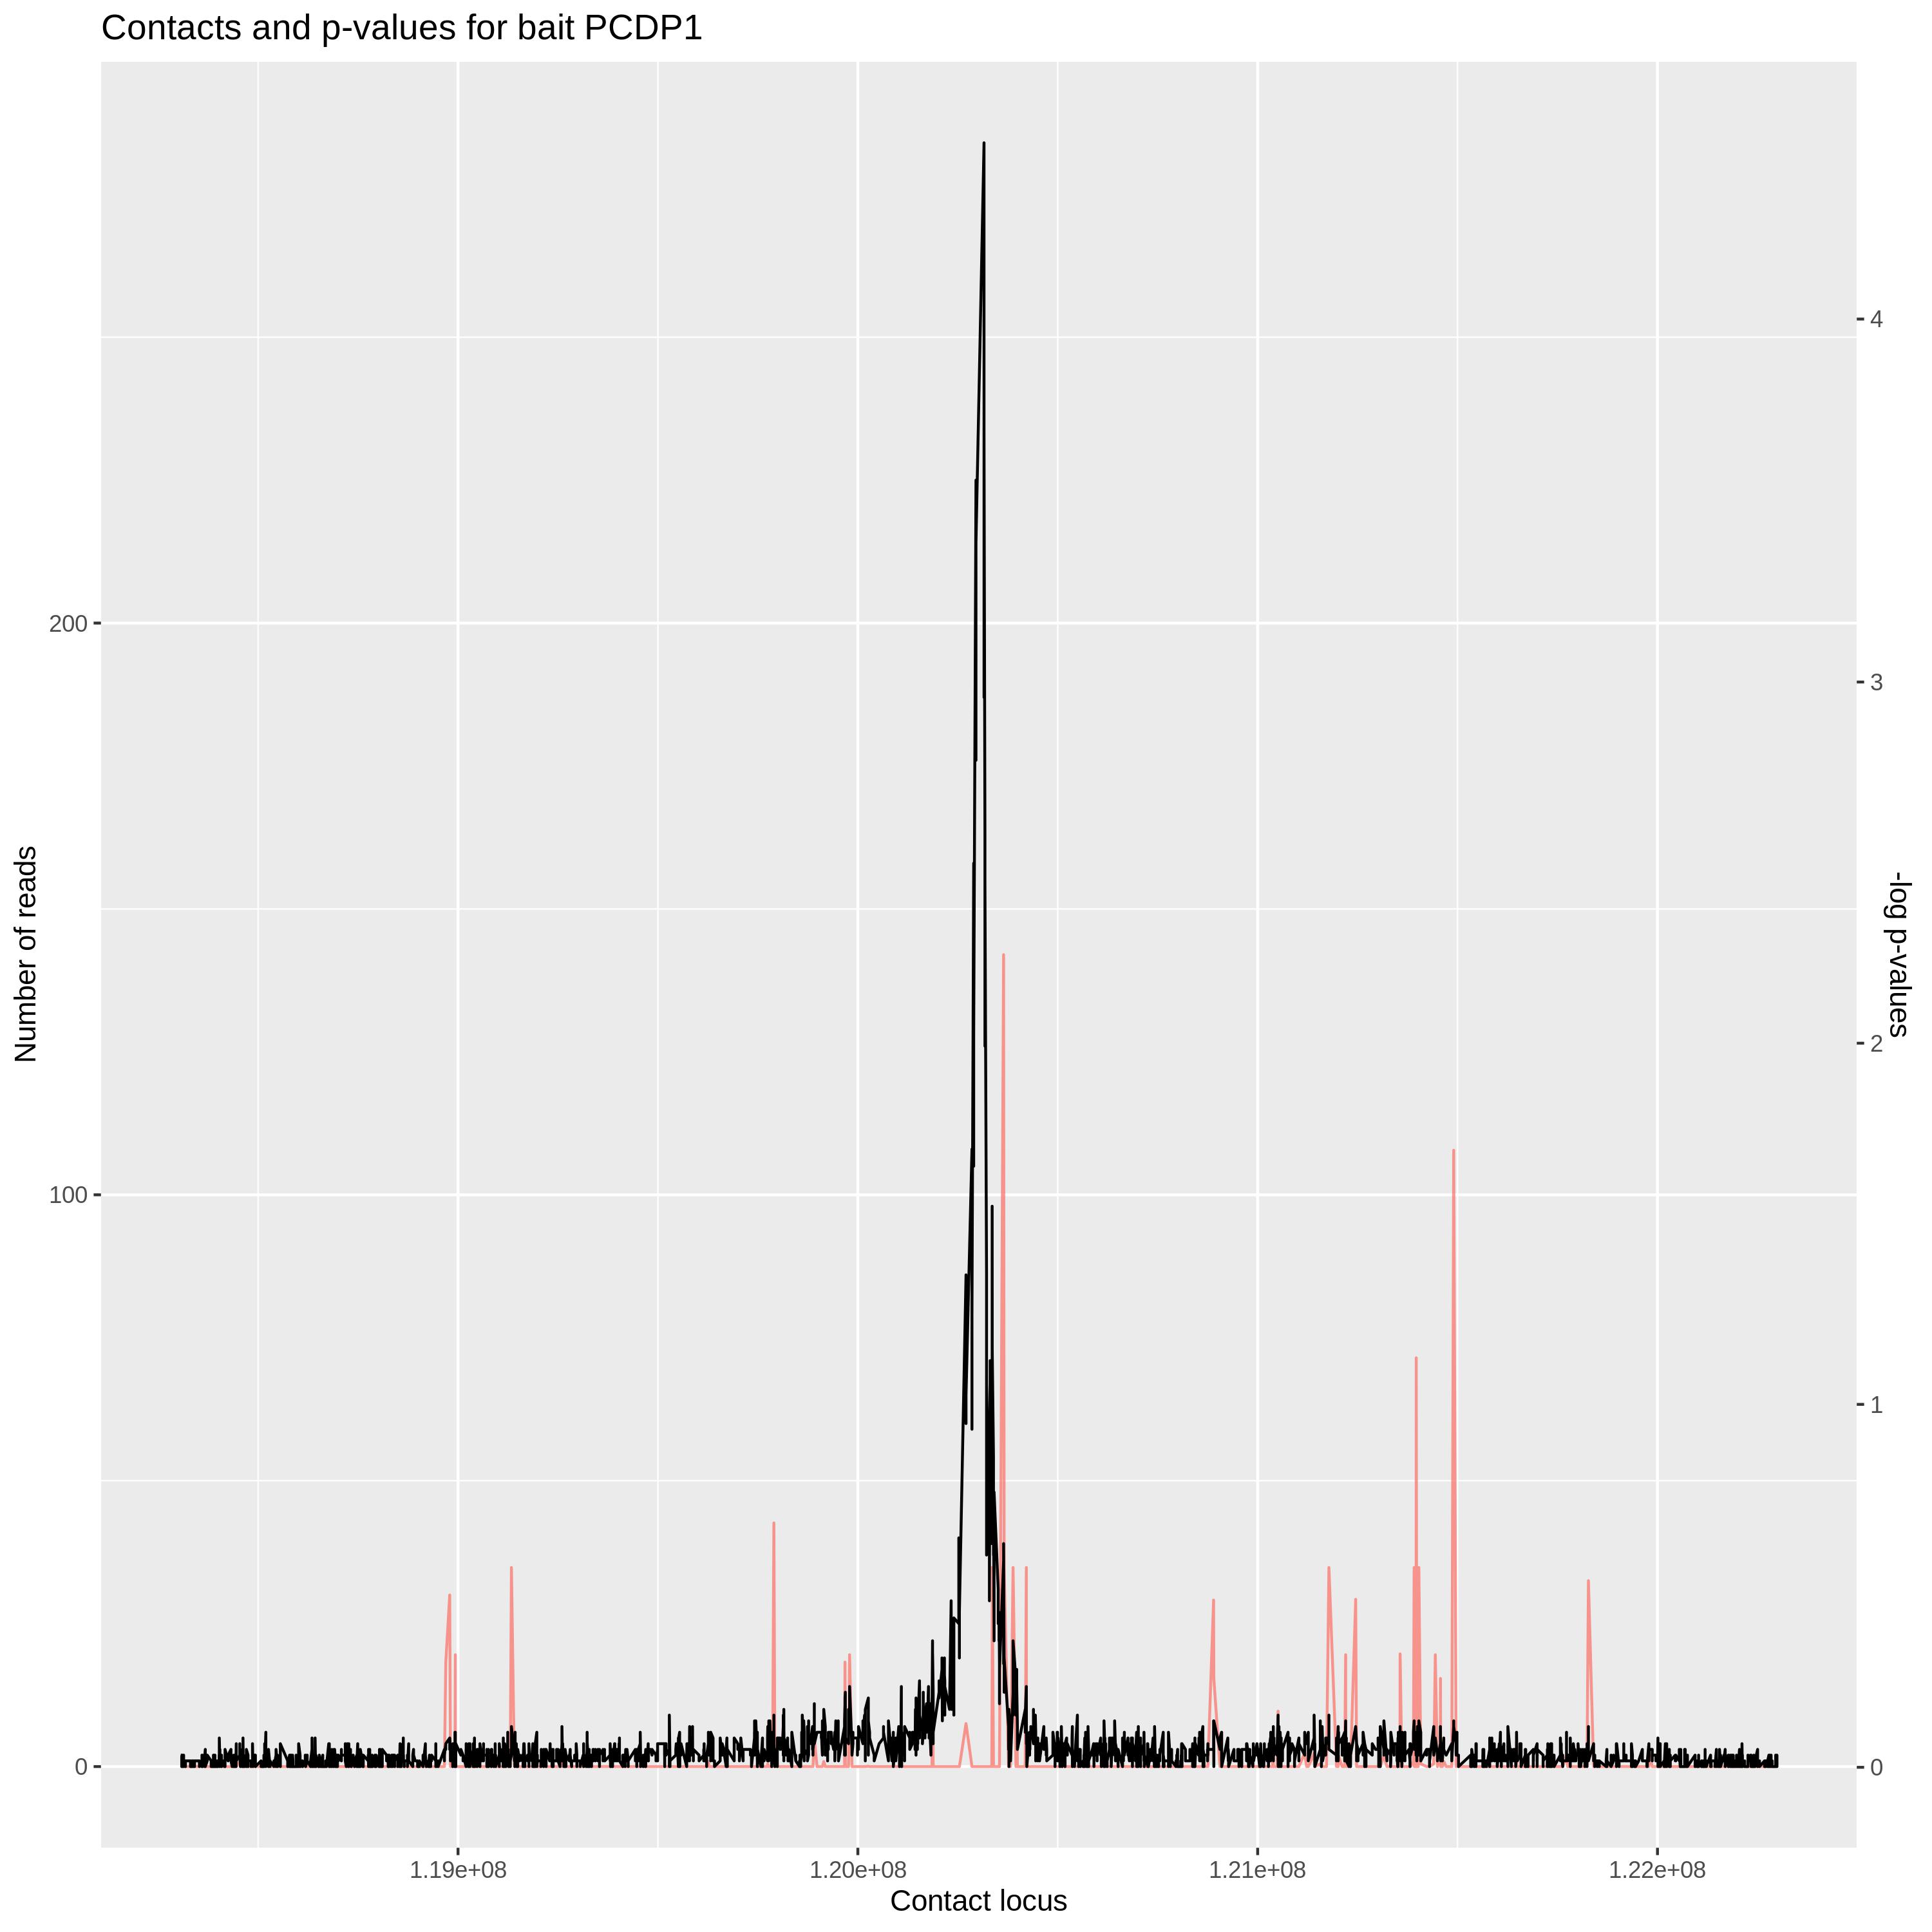 Contacts and p-values for bait PCDP1
Number of reads
200
100
0
4
3
2
1
0
-log p-values
1.19e+08
1.20e+08
1.21e+08
1.22e+08
Contact locus